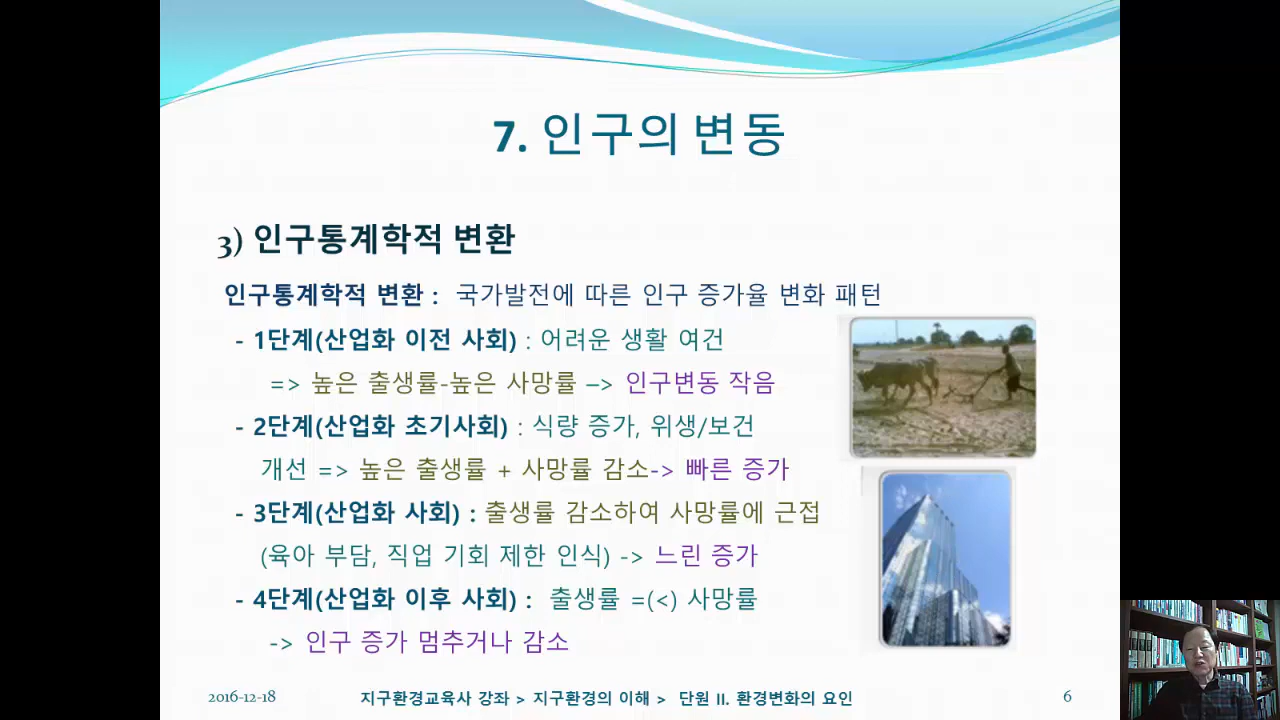 7. 인구의 변동
3) 인구통계학적 변환
인구통계학적 변환 : 국가발전에 따른 인구 증가율 변화 패턴
- 1단계(산업화 이전 사회) : 어려운 생활 여건
=> 높은 출생률-높은 사망률 –> 인구변동 작음
- 2단계(산업화 초기사회) : 식량 증가, 위생/보건
개선 => 높은 출생률 + 사망률 감소-> 빠른 증가
- 3단계(산업화 사회) : 출생률 감소하여 사망률에 근접
(육아 부담, 직업 기회 제한 인식) -> 느린 증가
- 4단계(산업화 이후 사회) : 출생률 =(<) 사망률
-> 인구 증가 멈추거나 감소
2016-12-18 지구환경교육사 강좌 > 지구환경의 이해 > 단원 II. 환경변화의 요인 6